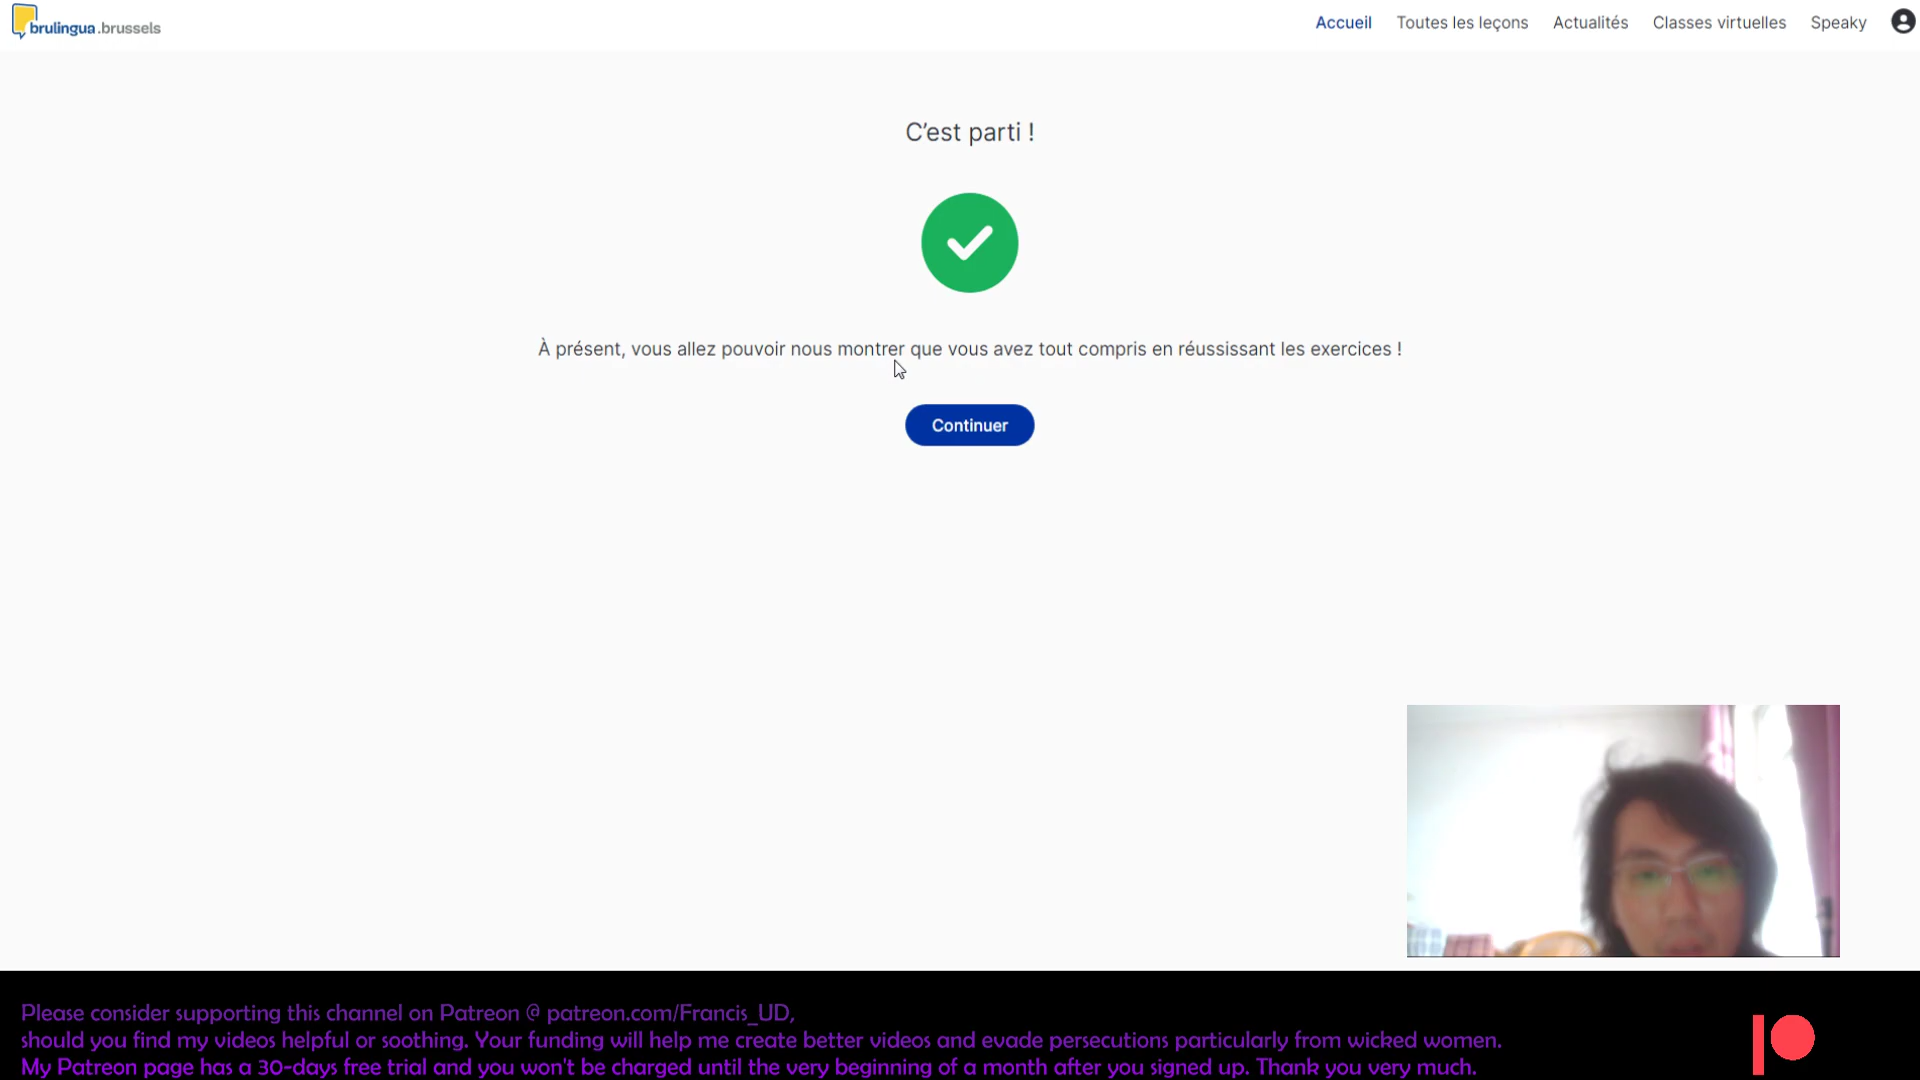 brulingua.brussels
Accueil Toutes les leçons Actualités Classes virtuelles Speaky
C'est parti !
À présent, vous allez pouvoir nous montrer que vous avez tout compris en réussissant les exercices !
Continuer
Please consider supporting this channel on Patreon @ patreon.com/Francis_UD,
should you find my videos helpful or soothing. Your funding will help me create better videos and evade persecutions particularly from wicked women.
My Patreon page has a 30-days free trial and you won't be charged until the very beginning of a month after you signed up. Thank you very much.